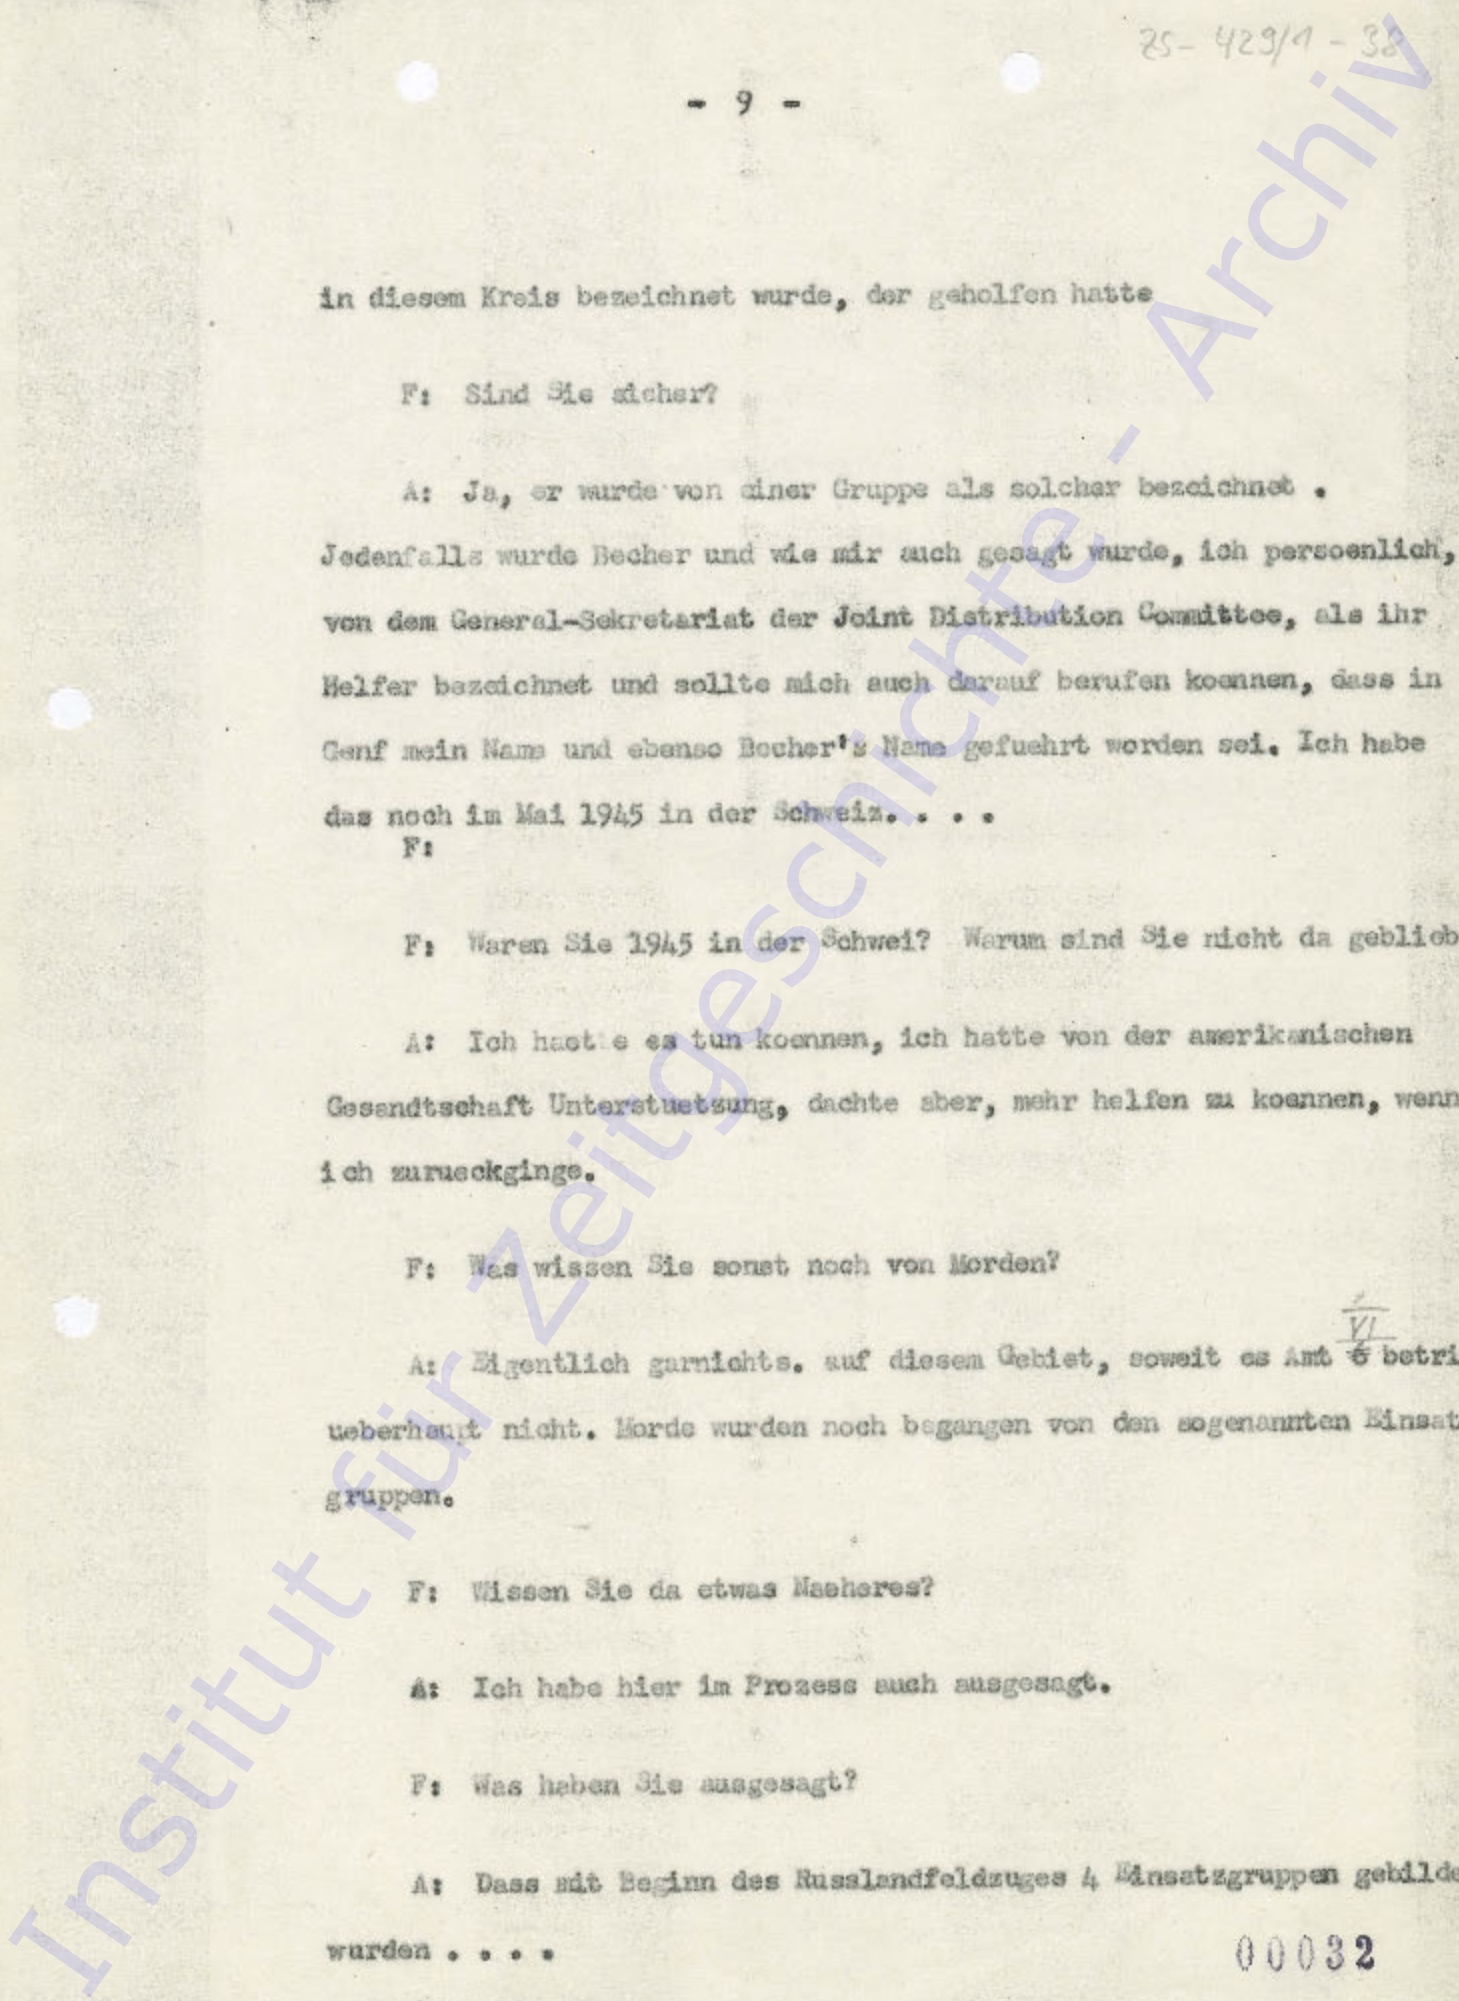 ZS- 429/1 - 38
- 9 -
in diesem Kreis bezeichnet wurde, der geholfen hatte
F: Sind Sie sicher?
A: Ja, er wurde von einer Gruppe als solcher bezeichnet .
Jedenfalls wurde Becher und wie mir auch gesagt wurde, ich persoenlich,
von dem General-Sekretariat der Joint Distribution Committee, als ihr
Helfer bezeichnet und sollte mich auch darauf berufen koennen, dass in
Genf mein Name und ebenso Becher's Name gefuehrt worden sei. Ich habe
das noch im Mai 1945 in der Schweiz. . . .
F:
F: Waren Sie 1945 in der Schwei? Warum sind Sie nicht da geblieb
A: Ich haette es tun koennen, ich hatte von der amerikanischen
Gesandtschaft Unterstuetzung, dachte aber, mehr helfen zu koennen, wenn
ich zurueckginge.
F: Was wissen Sie sonst noch von Morden?
VI
A: Eigentlich garnichts. auf diesem Gebiet, soweit es Amt 6 betri
ueberhaupt nicht. Morde wurden noch begangen von den sogenannten Einsat
gruppen.
F: Wissen Sie da etwas Naeheres?
A: Ich habe hier im Prozess auch ausgesagt.
F: Was haben Sie ausgesagt?
A: Dass mit Beginn des Russlandfeldzuges 4 Einsatzgruppen gebilde
wurden . . . .
00032
Institut für Zeitgeschichte - Archiv